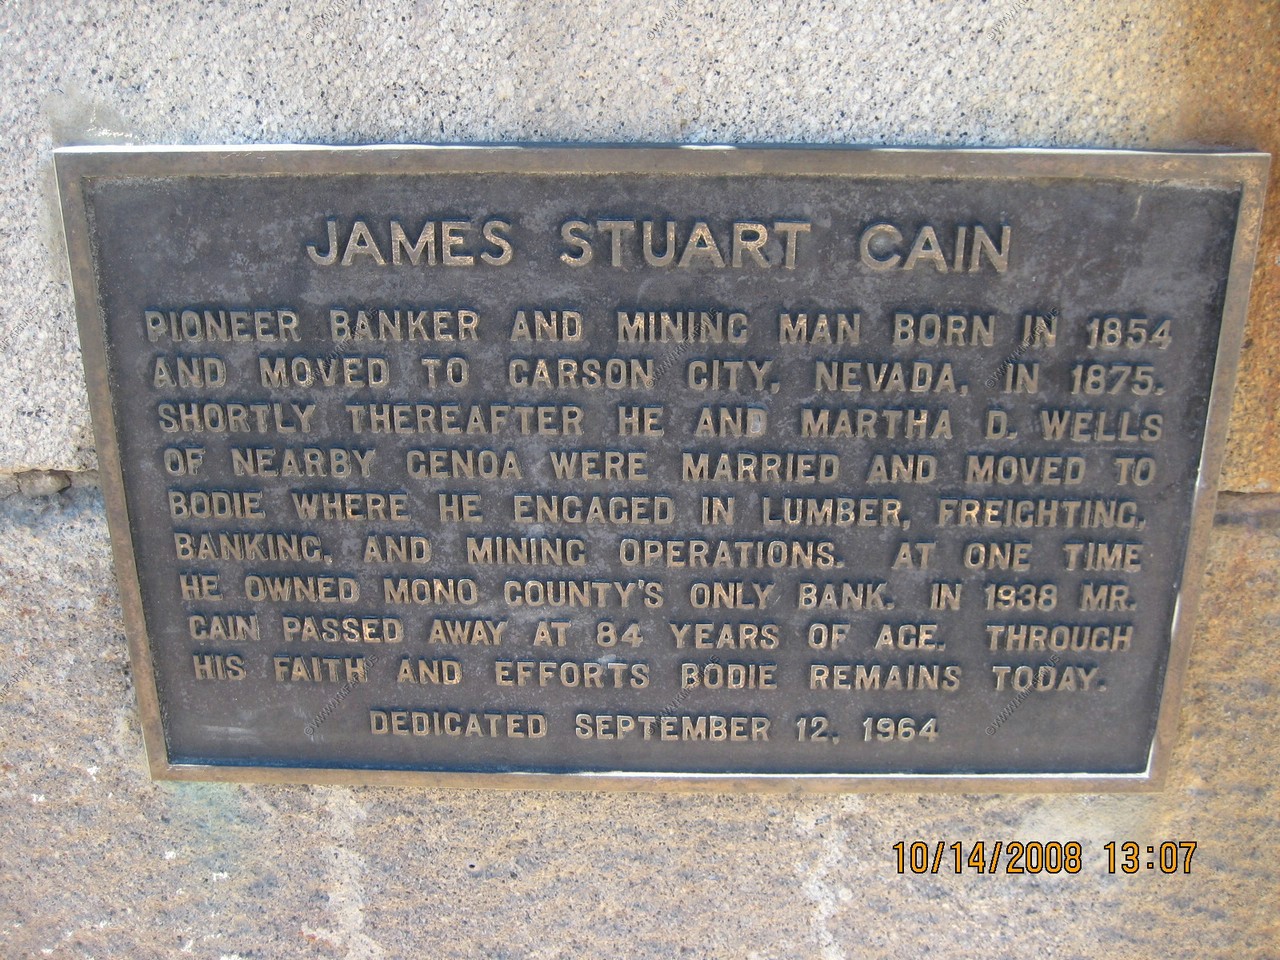 JAMES STUART CAIN
PIONEER BANKER AND MINING MAN BORN IN 1854
AND MOVED TO CARSON CITY, NEVADA, IN 1875.
SHORTLY THEREAFTER HE AND MARTHA D. WELLS
OF NEARBY GENOA WERE MARRIED AND MOVED TO
BODIE WHERE HE ENGAGED IN LUMBER, FREIGHTING,
BANKING, AND MINING OPERATIONS. AT ONE TIME
HE OWNED MONO COUNTY'S ONLY BANK. IN 1938 MR.
CAIN PASSED AWAY AT 84 YEARS OF AGE. THROUGH
HIS FAITH AND EFFORTS BODIE REMAINS TODAY.
DEDICATED SEPTEMBER 12, 1964
10/14/2008 13:07